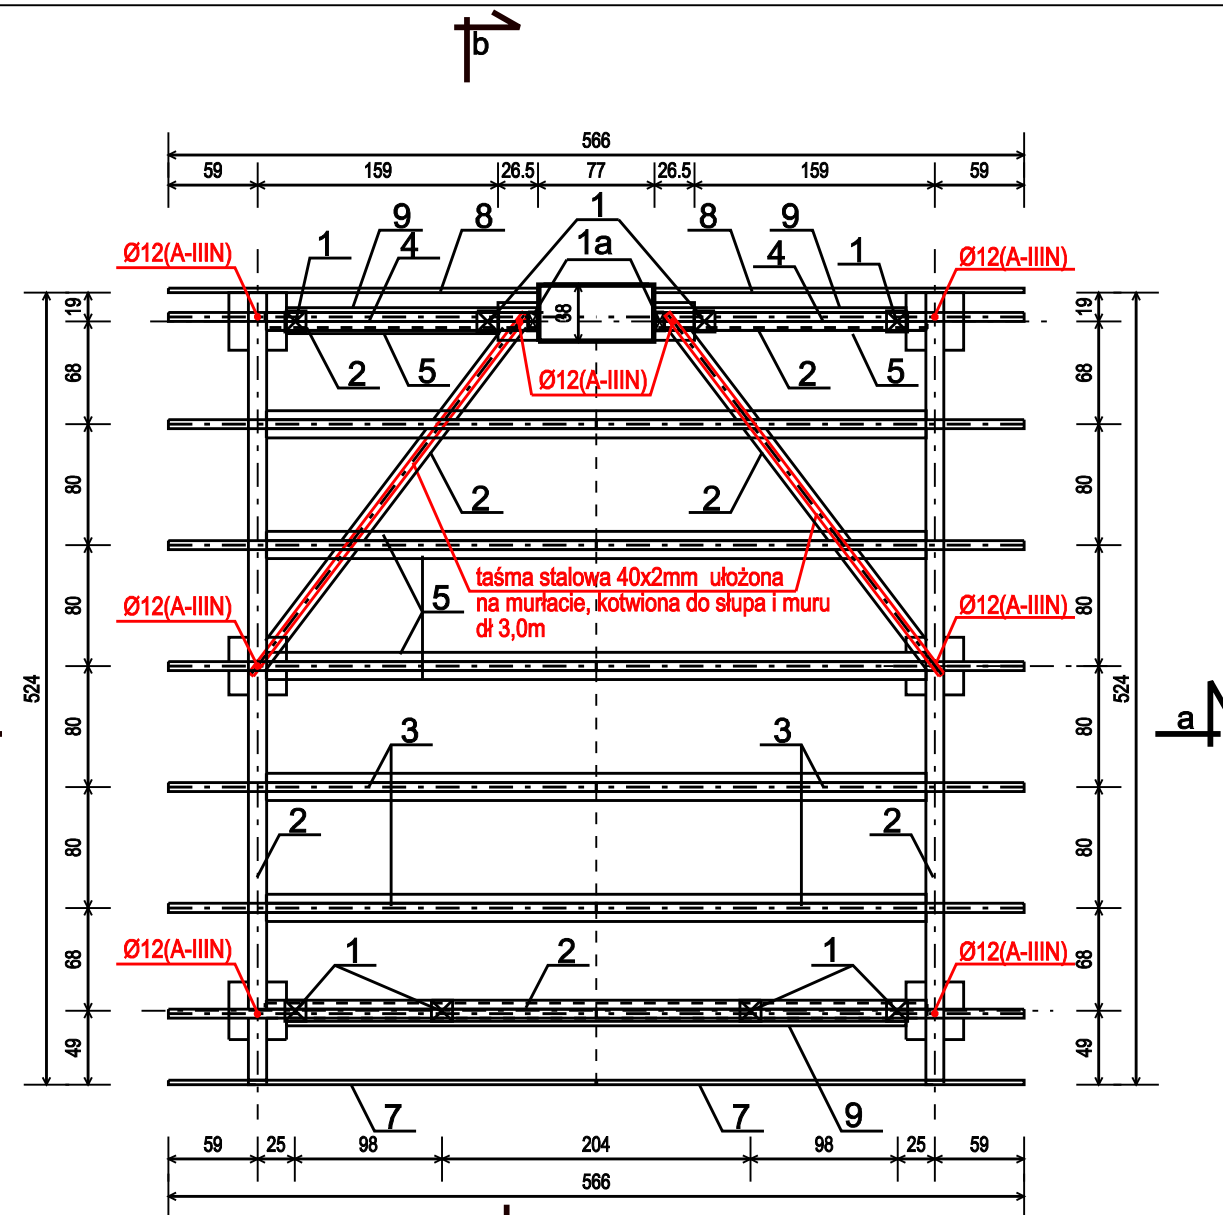 b
566
59 159 26.5 77 26.5 159 59
1
9 8 8 9
1 4 1a 4 1
Ø12(A-IIIN) Ø12(A-IIIN)
19 38 19
2 5 Ø12(A-IIIN) 2 5
68 68
80 2 2 80
taśma stalowa 40x2mm ułożona
na murłacie, kotwiona do słupa i muru
dł 3,0m
Ø12(A-IIIN) 5 Ø12(A-IIIN)
80 80
524 524
a
80 3 3 80
2 2
80 80
Ø12(A-IIIN) 1 2 1 Ø12(A-IIIN)
68 68
49 49
7 7 9
59 25 98 204 98 25 59
566